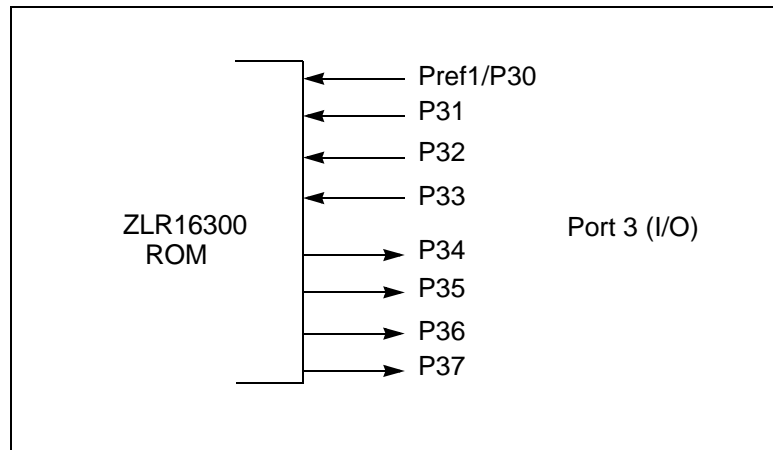 Pref1/P30
P31
P32
P33
ZLR16300
ROM
Port 3 (I/O)
P34
P35
P36
P37